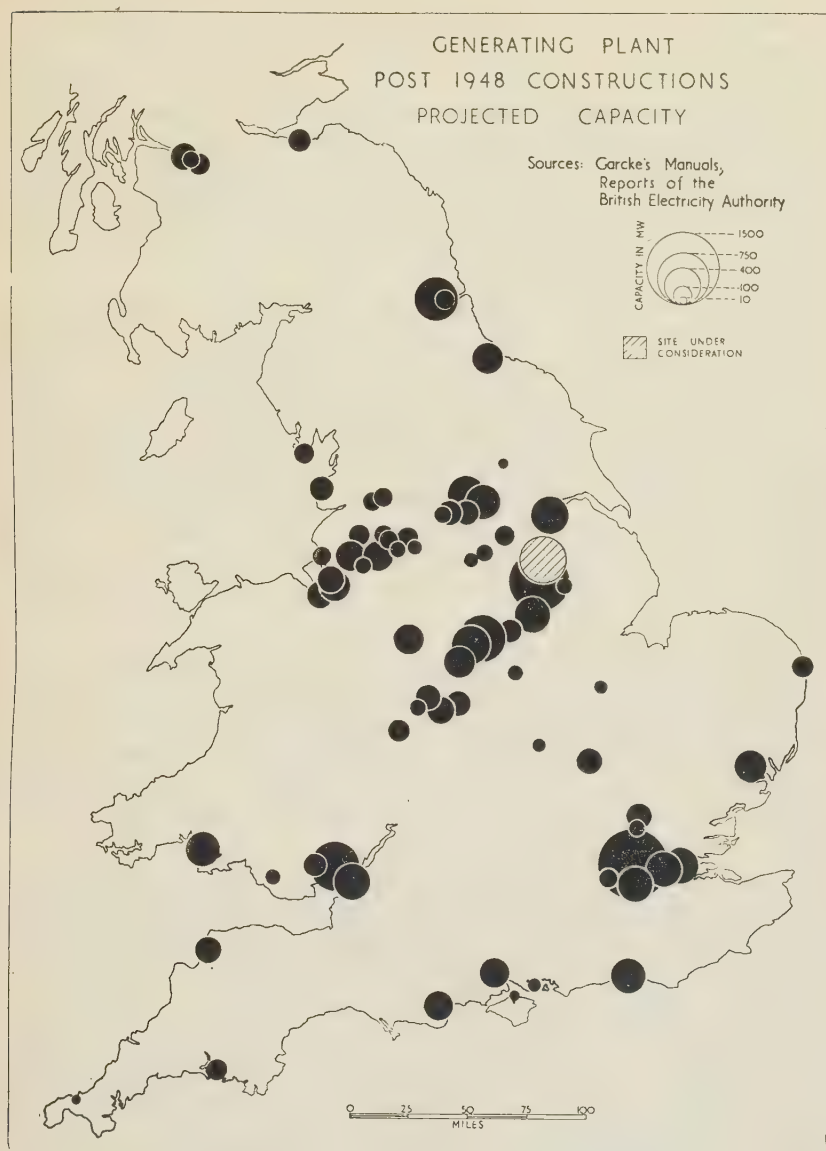 GENERATING PLANT
POST 1948 CONSTRUCTIONS
PROJECTED CAPACITY
Sources: Garcke's Manuals,
Reports of the
British Electricity Authority
CAPACITY IN MW
1500
750
400
100
10
SITE UNDER
CONSIDERATION
0 25 50 75 100
MILES